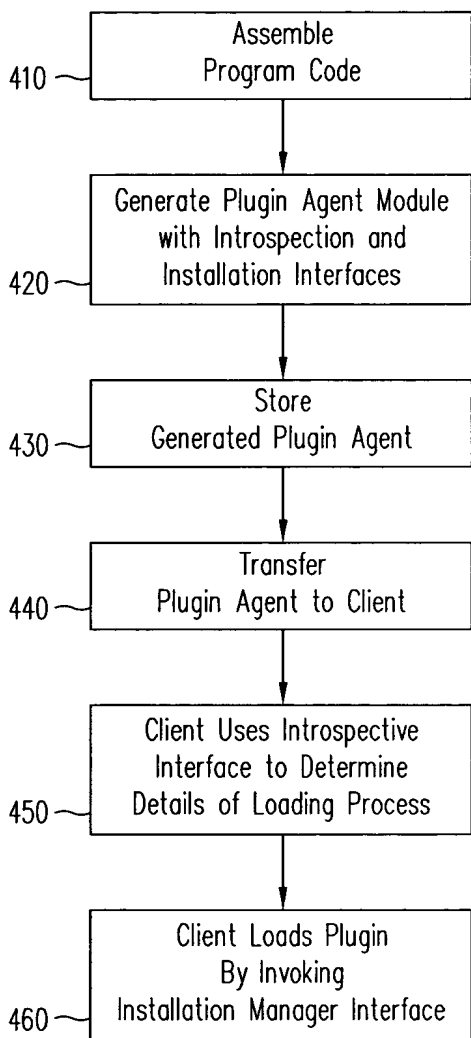 Assemble
Program Code
410
Generate Plugin Agent Module
with Introspection and
Installation Interfaces
420
Store
Generated Plugin Agent
430
Transfer
Plugin Agent to Client
440
Client Uses Introspective
Interface to Determine
Details of Loading Process
450
Client Loads Plugin
By Invoking
Installation Manager Interface
460